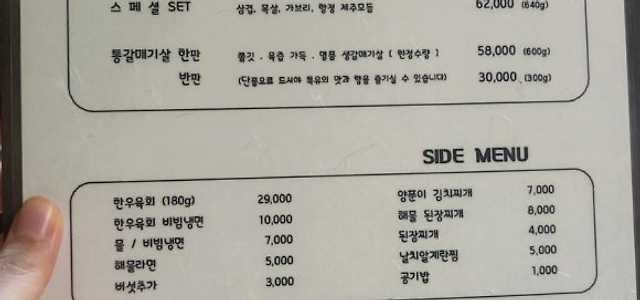 스페셜 SET 삼겹, 목살, 가브리, 항정 제주모듬 62,000 (640g)
통갈매기살 한판 쫄깃 . 육즙 가득 . 명품 생갈매기살 [ 한정수량 ] 58,000 (600g)
반판 (단품으로 드셔야 특유의 맛과 향을 즐기실 수 있습니다) 30,000 (300g)
SIDE MENU
한우육회 (180g) 29,000
한우육회 비빔냉면 10,000
물 / 비빔냉면 7,000
해물라면 5,000
버섯추가 3,000
양푼이 김치찌개 7,000
해물 된장찌개 8,000
된장찌개 4,000
날치알계란찜 5,000
공기밥 1,000